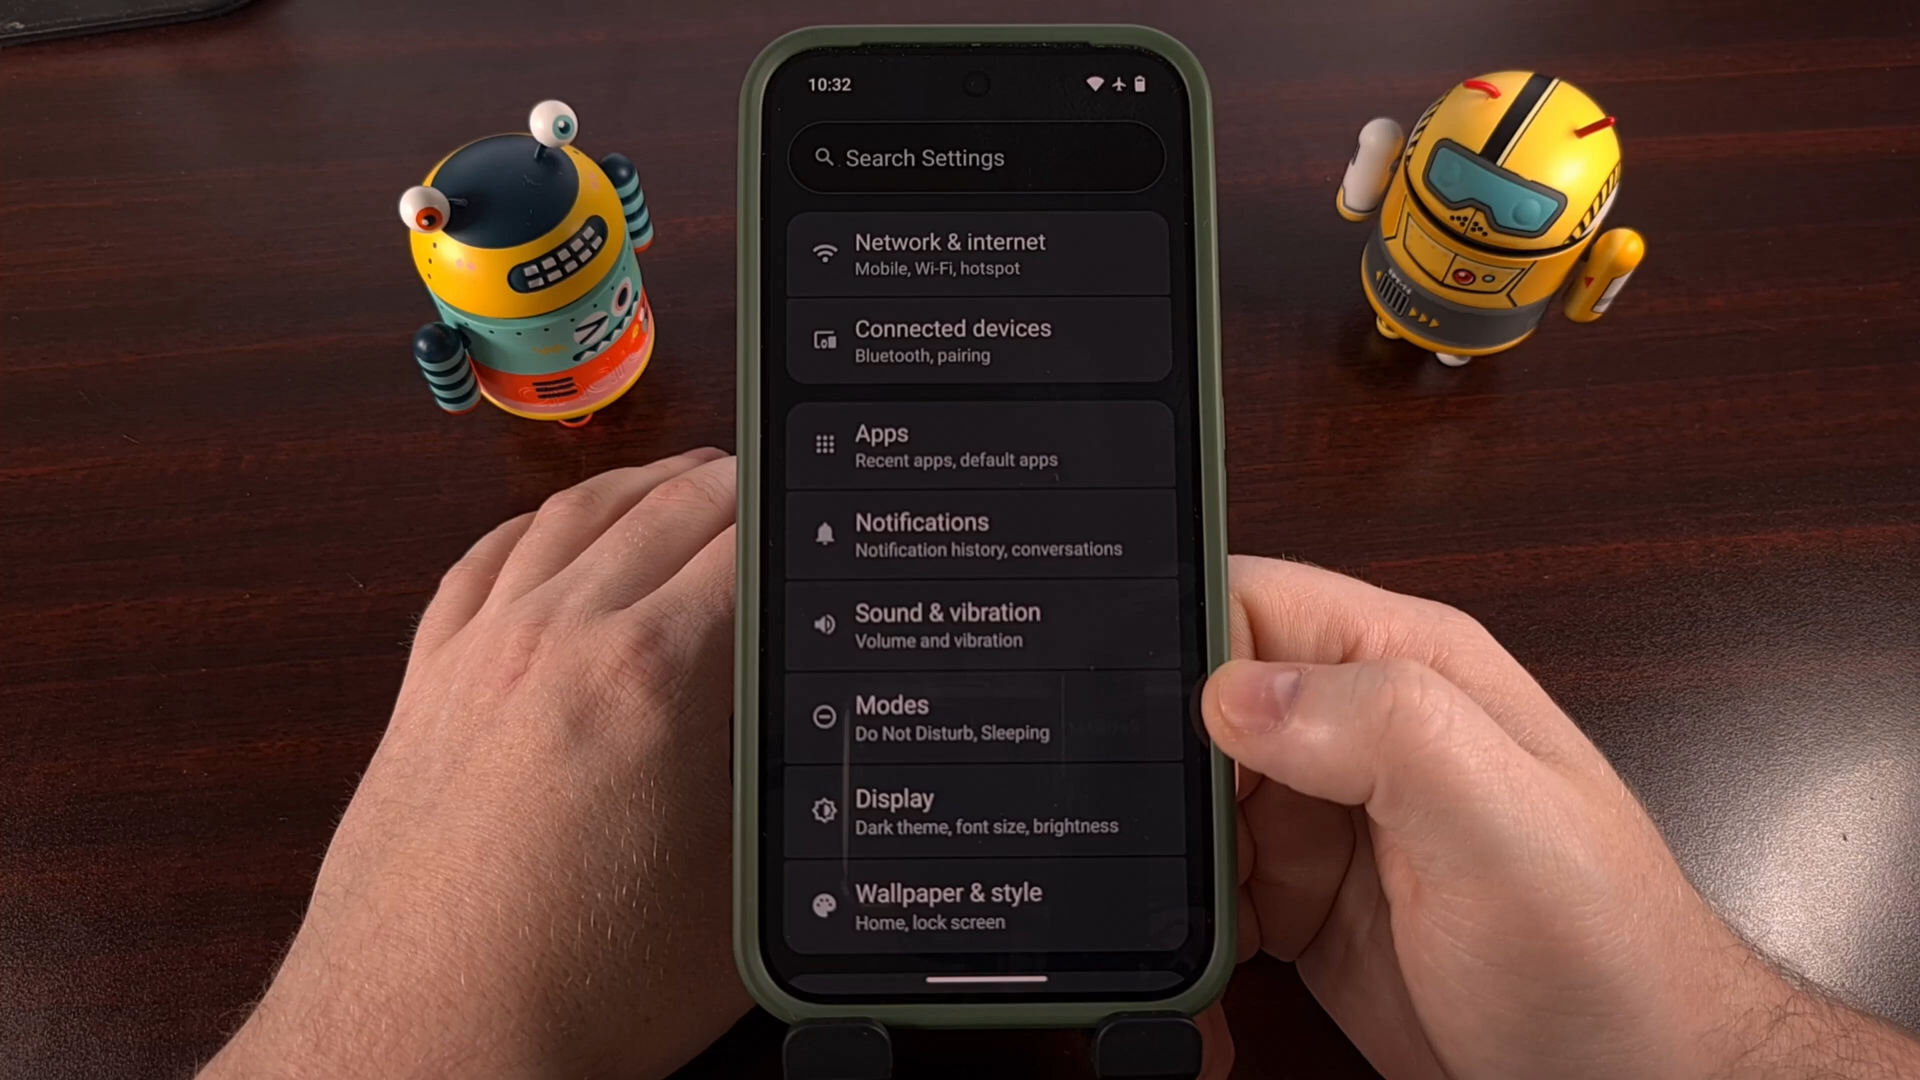 10:32
Search Settings
Network & internet
Mobile, Wi-Fi, hotspot
Connected devices
Bluetooth, pairing
Apps
Recent apps, default apps
Notifications
Notification history, conversations
Sound & vibration
Volume and vibration
Modes
Do Not Disturb, Sleeping
Display
Dark theme, font size, brightness
Wallpaper & style
Home, lock screen